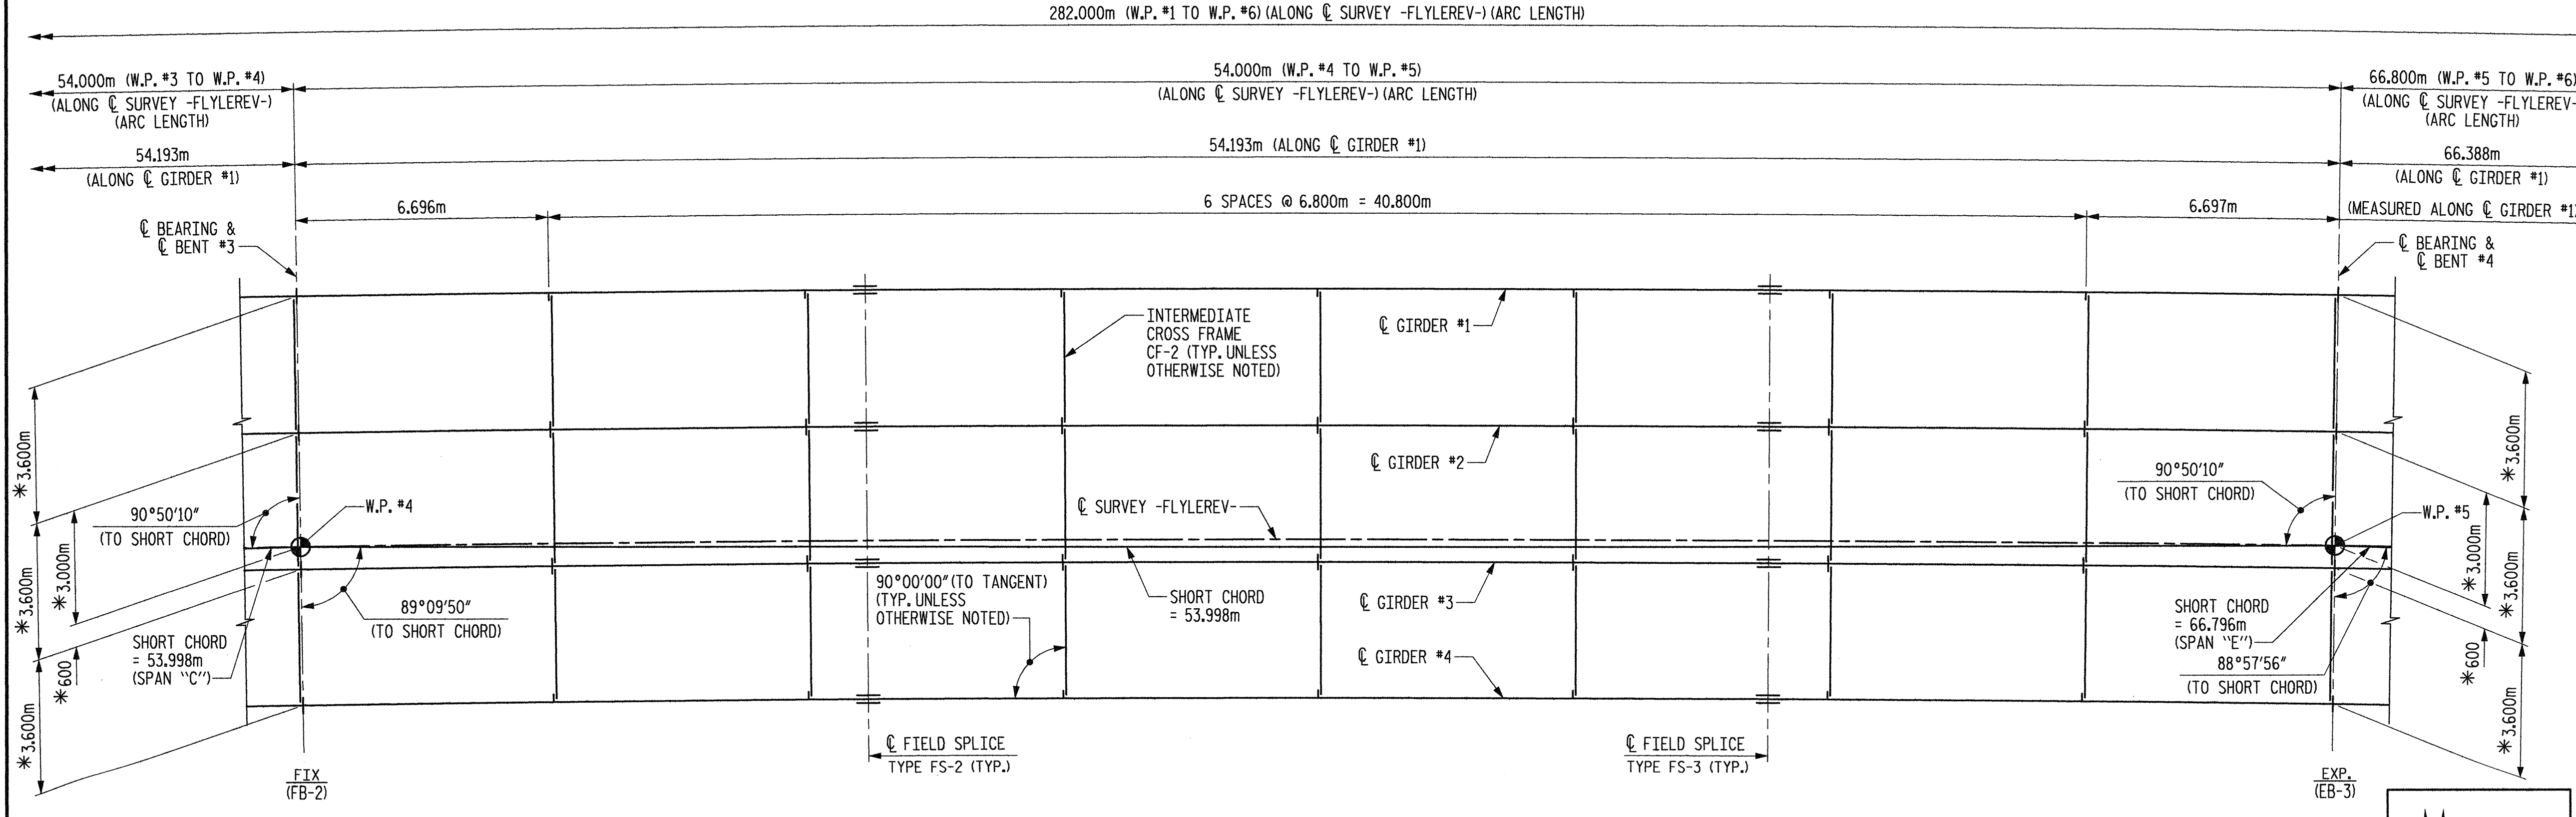 282.000m (W.P. #1 TO W.P. #6) (ALONG ℄ SURVEY -FLYLEREV-) (ARC LENGTH)
54.000m (W.P. #3 TO W.P. #4)
(ALONG ℄ SURVEY -FLYLEREV-)
(ARC LENGTH)
54.000m (W.P. #4 TO W.P. #5)
(ALONG ℄ SURVEY -FLYLEREV-) (ARC LENGTH)
66.800m (W.P. #5 TO W.P. #6)
(ALONG ℄ SURVEY -FLYLEREV-
(ARC LENGTH)
54.193m
(ALONG ℄ GIRDER #1)
54.193m (ALONG ℄ GIRDER #1)
66.388m
(ALONG ℄ GIRDER #1)
6.696m
6 SPACES @ 6.800m = 40.800m
6.697m
(MEASURED ALONG ℄ GIRDER #1)
℄ BEARING &
℄ BENT #3
℄ BEARING &
℄ BENT #4
INTERMEDIATE
CROSS FRAME
CF-2 (TYP. UNLESS
OTHERWISE NOTED)
℄ GIRDER #1
℄ GIRDER #2
℄ SURVEY -FLYLEREV-
W.P. #4
W.P. #5
90°50'10"
(TO SHORT CHORD)
90°50'10"
(TO SHORT CHORD)
89°09'50"
(TO SHORT CHORD)
90°00'00" (TO TANGENT)
(TYP. UNLESS
OTHERWISE NOTED)
SHORT CHORD
= 53.998m
℄ GIRDER #3
℄ GIRDER #4
SHORT CHORD
= 53.998m
(SPAN "C")
SHORT CHORD
= 66.796m
(SPAN "E")
88°57'56"
(TO SHORT CHORD)
*3.600m
*3.600m
*3.000m
*600
*3.600m
*3.600m
*3.000m
*3.600m
*600
*3.600m
℄ FIELD SPLICE
TYPE FS-2 (TYP.)
℄ FIELD SPLICE
TYPE FS-3 (TYP.)
FIX
(FB-2)
EXP.
(EB-3)